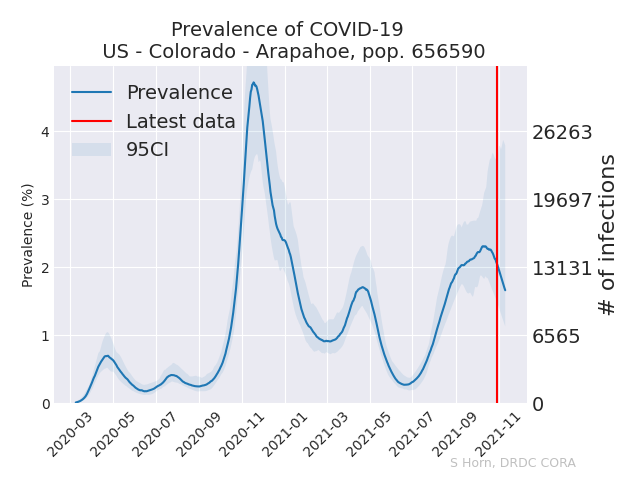 Prevalence of COVID-19
US - Colorado - Arapahoe, pop. 656590
Prevalence
Latest data
95CI
Prevalence (%)
4
3
2
1
0
26263
19697
13131
6565
0
# of infections
2020-03
2020-05
2020-07
2020-09
2020-11
2021-01
2021-03
2021-05
2021-07
2021-09
2021-11
S Horn, DRDC CORA